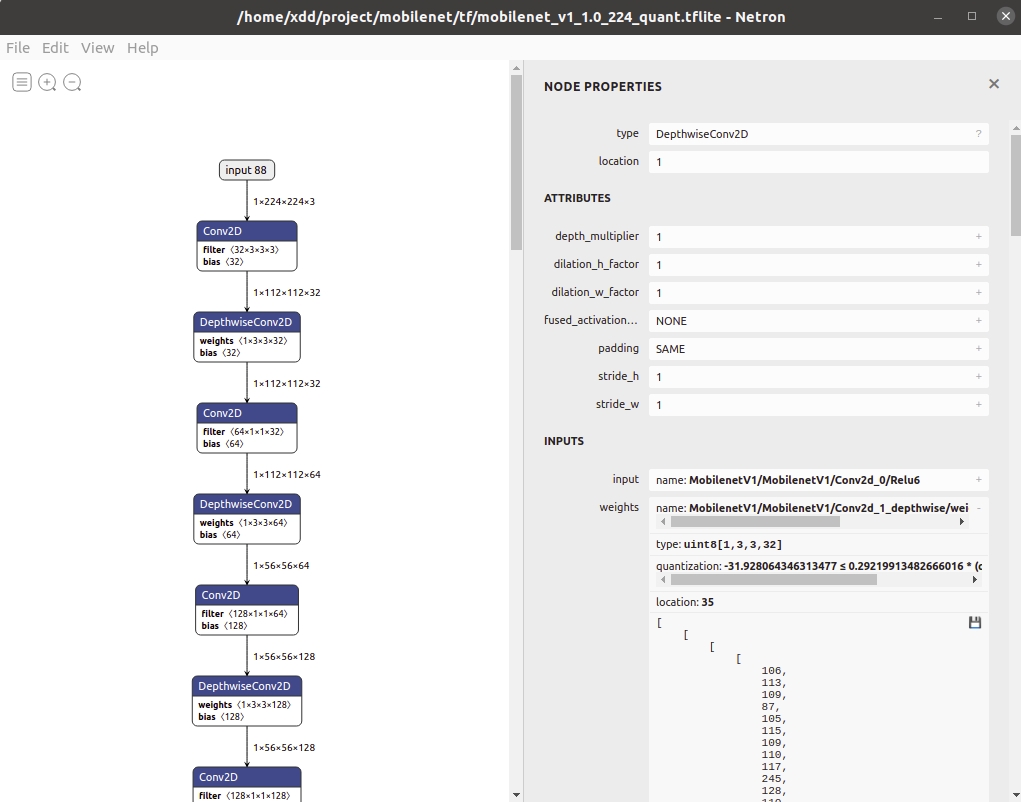 /home/xdd/project/mobilenet/tf/mobilenet_v1_1.0_224_quant.tflite - Netron
File Edit View Help
input 88
1×224×224×3
Conv2D
filter ⟨32×3×3×3⟩
bias ⟨32⟩
1×112×112×32
DepthwiseConv2D
weights ⟨1×3×3×32⟩
bias ⟨32⟩
1×112×112×32
Conv2D
filter ⟨64×1×1×32⟩
bias ⟨64⟩
1×112×112×64
DepthwiseConv2D
weights ⟨1×3×3×64⟩
bias ⟨64⟩
1×56×56×64
Conv2D
filter ⟨128×1×1×64⟩
bias ⟨128⟩
1×56×56×128
DepthwiseConv2D
weights ⟨1×3×3×128⟩
bias ⟨128⟩
1×56×56×128
Conv2D
filter ⟨128×1×1×128⟩
NODE PROPERTIES
type DepthwiseConv2D ?
location 1
ATTRIBUTES
depth_multiplier 1 +
dilation_h_factor 1 +
dilation_w_factor 1 +
fused_activation... NONE +
padding SAME +
stride_h 1 +
stride_w 1 +
INPUTS
input name: MobilenetV1/MobilenetV1/Conv2d_0/Relu6 +
weights name: MobilenetV1/MobilenetV1/Conv2d_1_depthwise/wei -
type: uint8[1,3,3,32]
quantization: -31.928064346313477 ≤ 0.29219913482666016 * (q
location: 35
[
[
[
[
106,
113,
109,
87,
105,
115,
109,
110,
117,
245,
128,